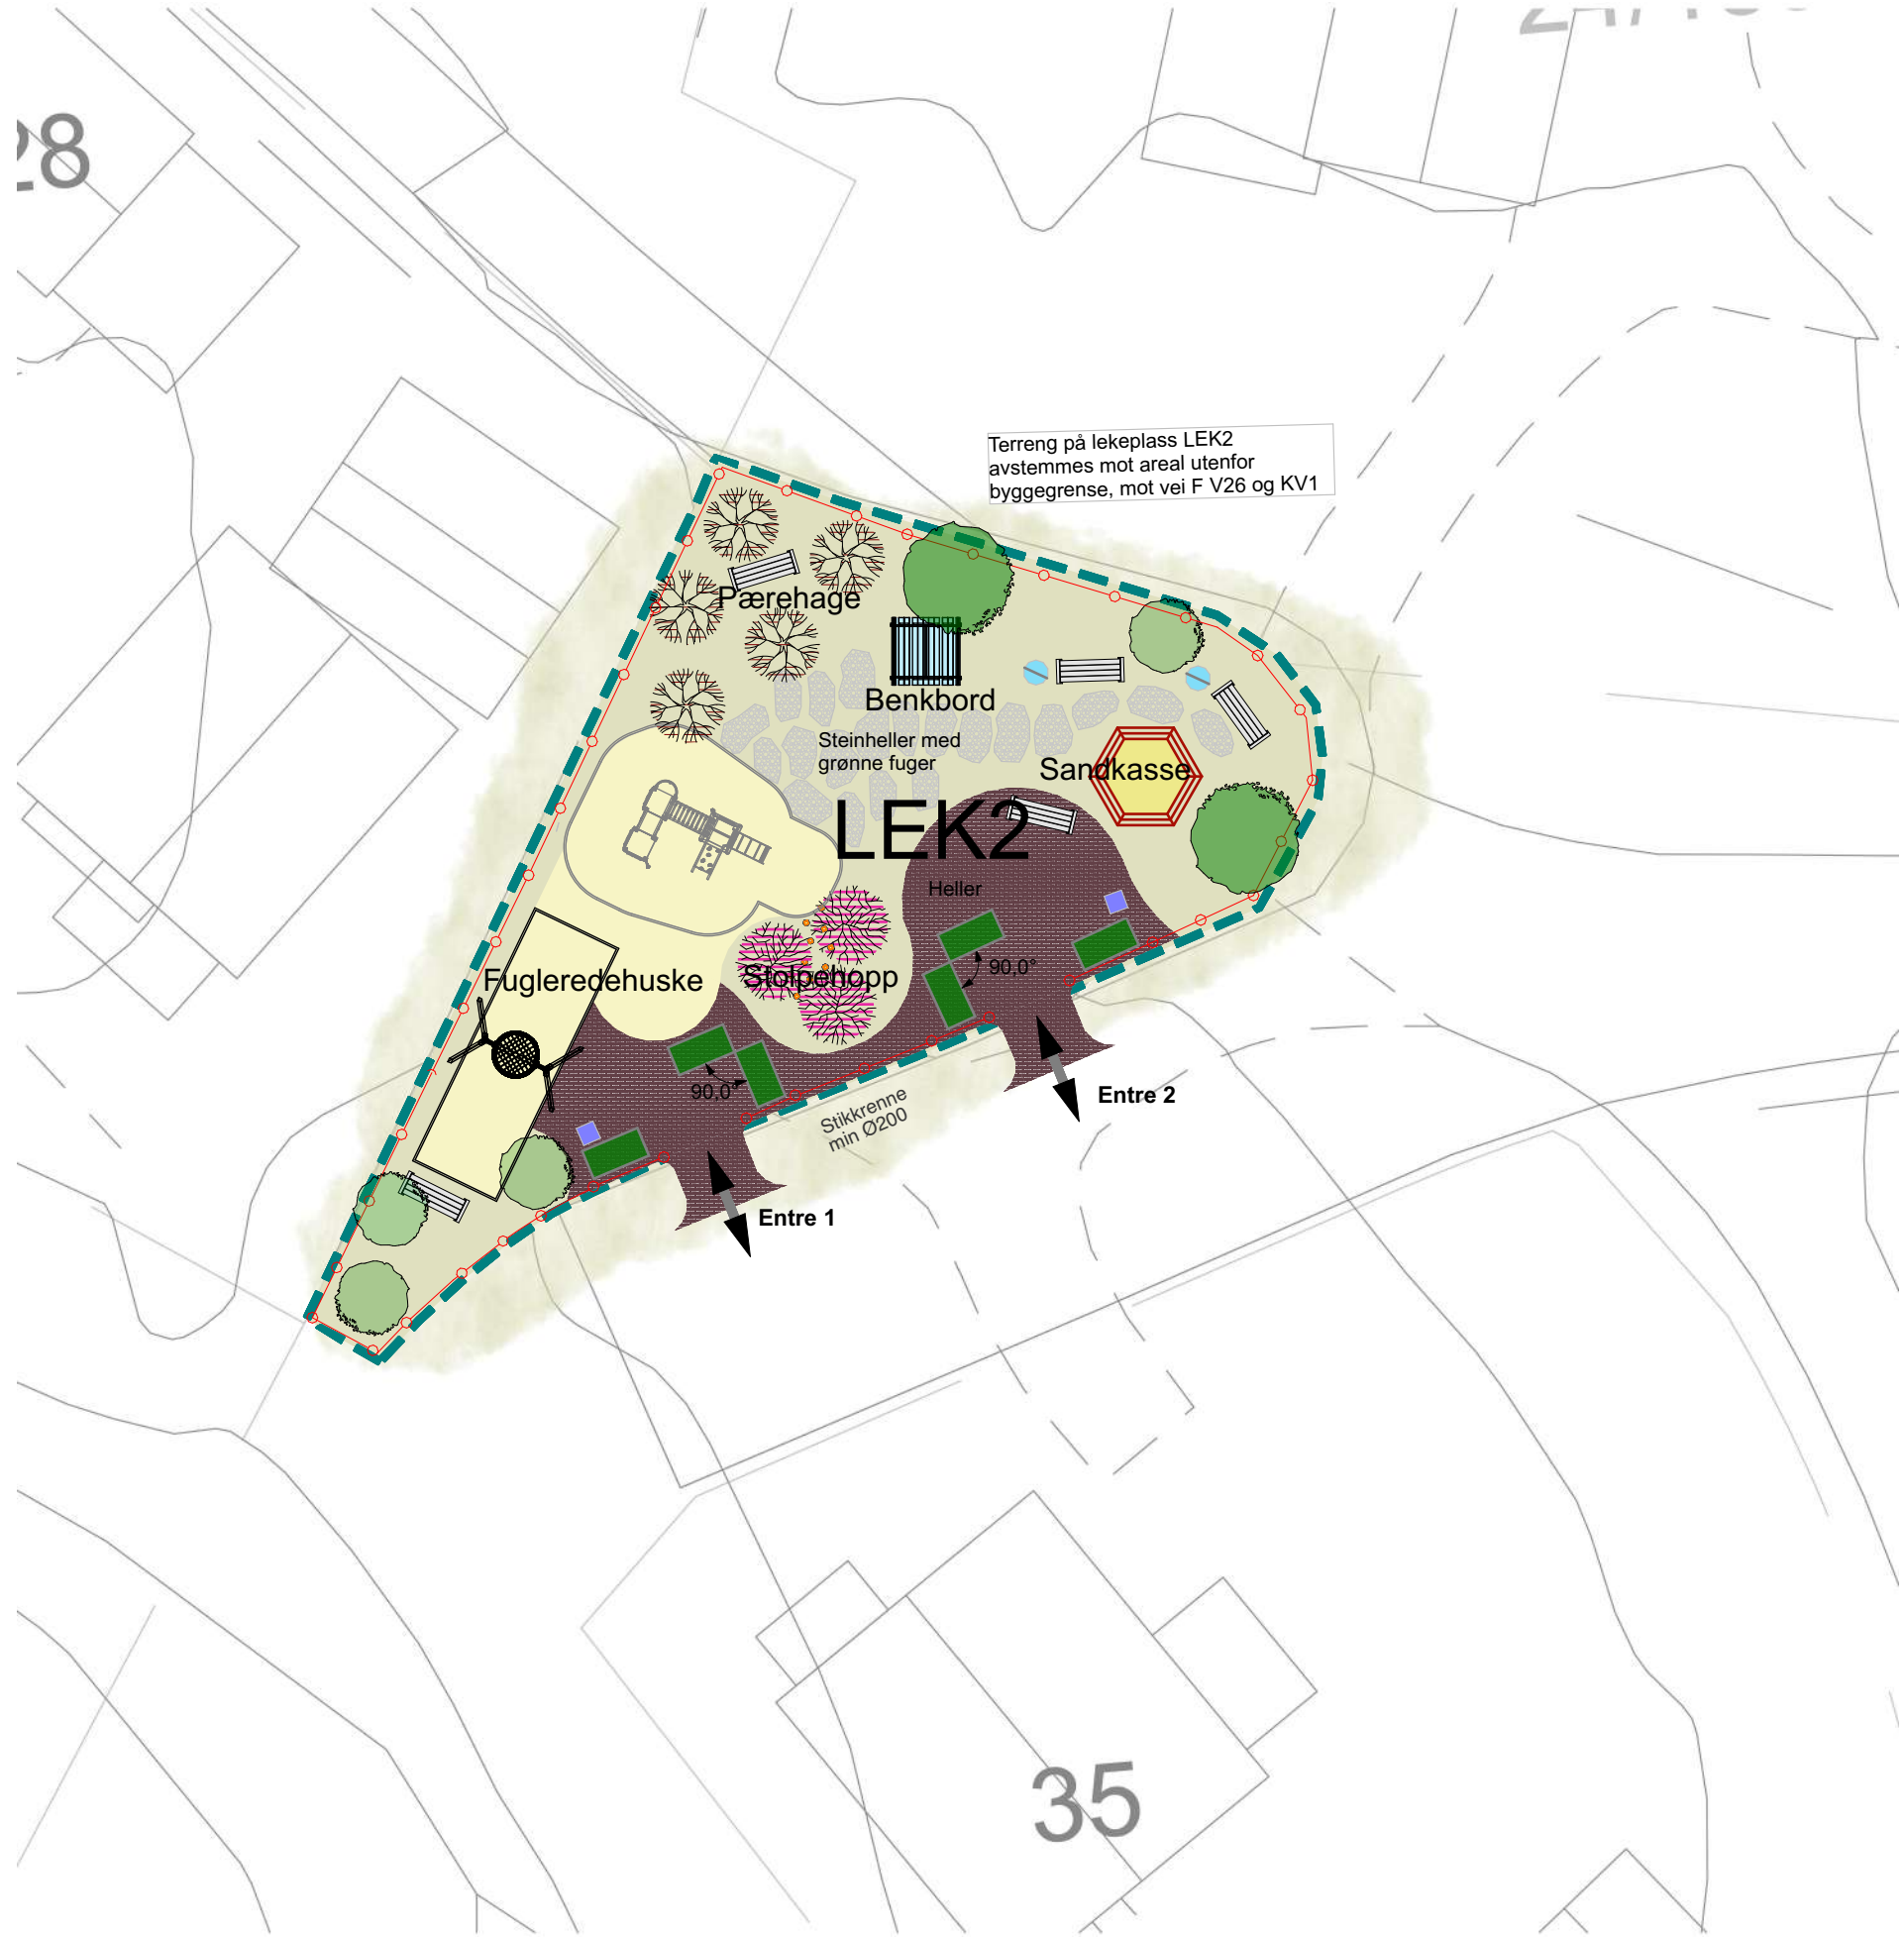 28
Terreng på lekeplass LEK2
avstemmes mot areal utenfor
byggegrense, mot vei F V26 og KV1
Pærehage
Benkbord
Steinheller med
grønne fuger
Sandkasse
LEK2
Heller
90,0°
Fugleredehuske
Stolpehopp
90,0°
Stikkrenne
min Ø200
Entre 2
Entre 1
35